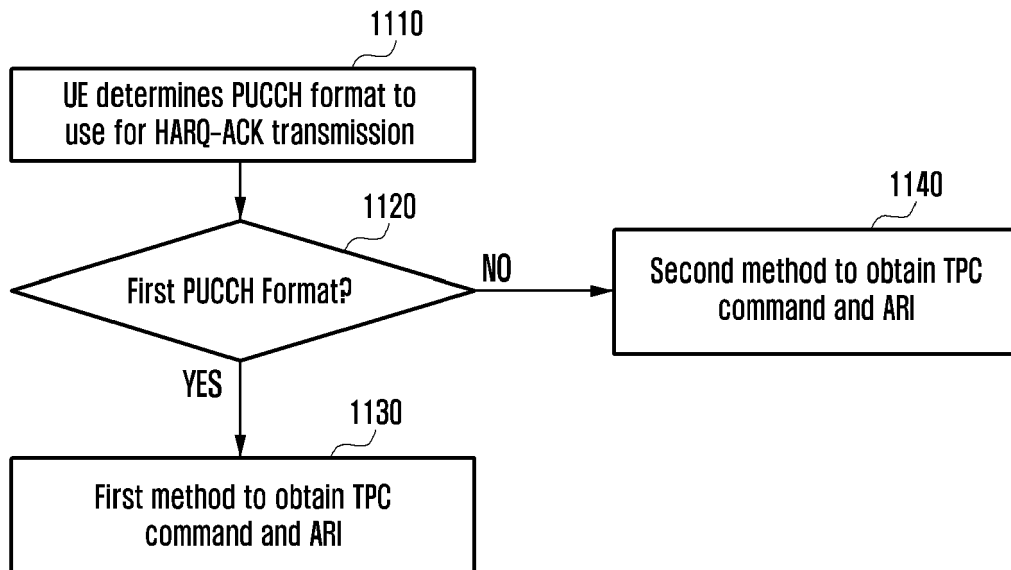 1110
UE determines PUCCH format to
use for HARQ-ACK transmission
1120
First PUCCH Format?
NO
1140
Second method to obtain TPC
command and ARI
YES
1130
First method to obtain TPC
command and ARI